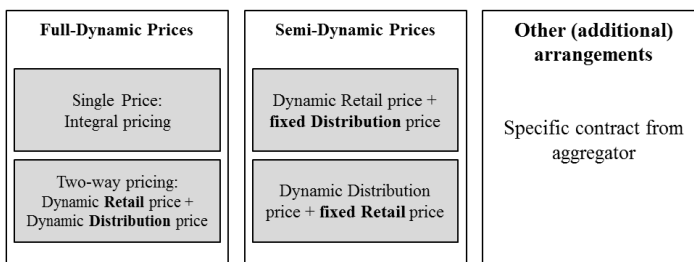 Full-Dynamic Prices
Single Price:
Integral pricing
Two-way pricing:
Dynamic Retail price +
Dynamic Distribution price
Semi-Dynamic Prices
Dynamic Retail price +
fixed Distribution price
Dynamic Distribution
price + fixed Retail price
Other (additional)
arrangements
Specific contract from
aggregator